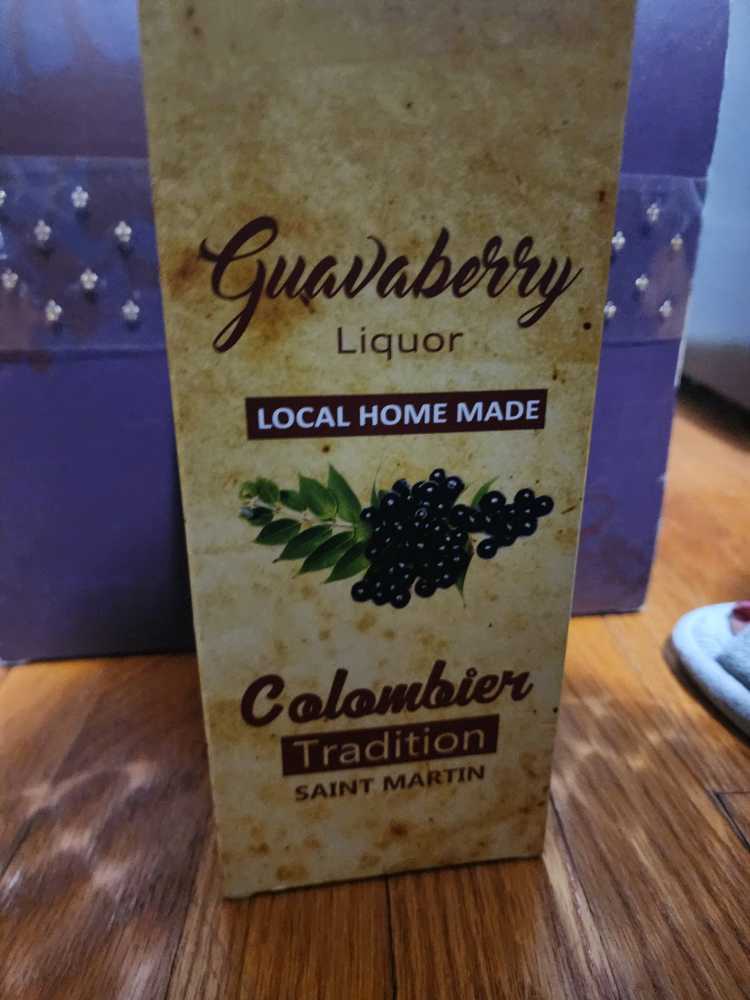 Guavaberry
Liquor
LOCAL HOME MADE
Colombier
Tradition
SAINT MARTIN